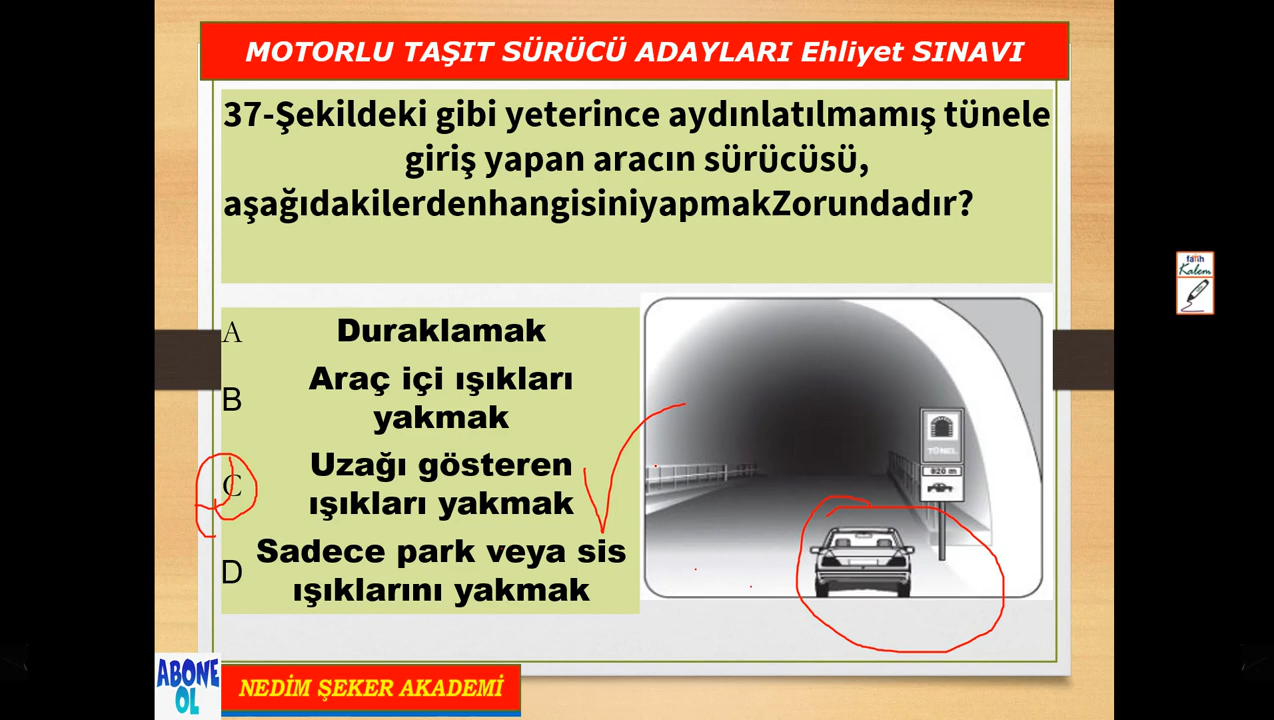 MOTORLU TAŞIT SÜRÜCÜ ADAYLARI Ehliyet SINAVI
37-Şekildeki gibi yeterince aydınlatılmamış tünele
giriş yapan aracın sürücüsü,
aşağıdakilerdenhangisiniyapmakZorundadır?
A Duraklamak
B Araç içi ışıkları
yakmak
C Uzağı gösteren
ışıkları yakmak
D Sadece park veya sis
ışıklarını yakmak
TÜNEL
820 m
fatih
Kalem
ABONE
OL
NEDİM ŞEKER AKADEMİ